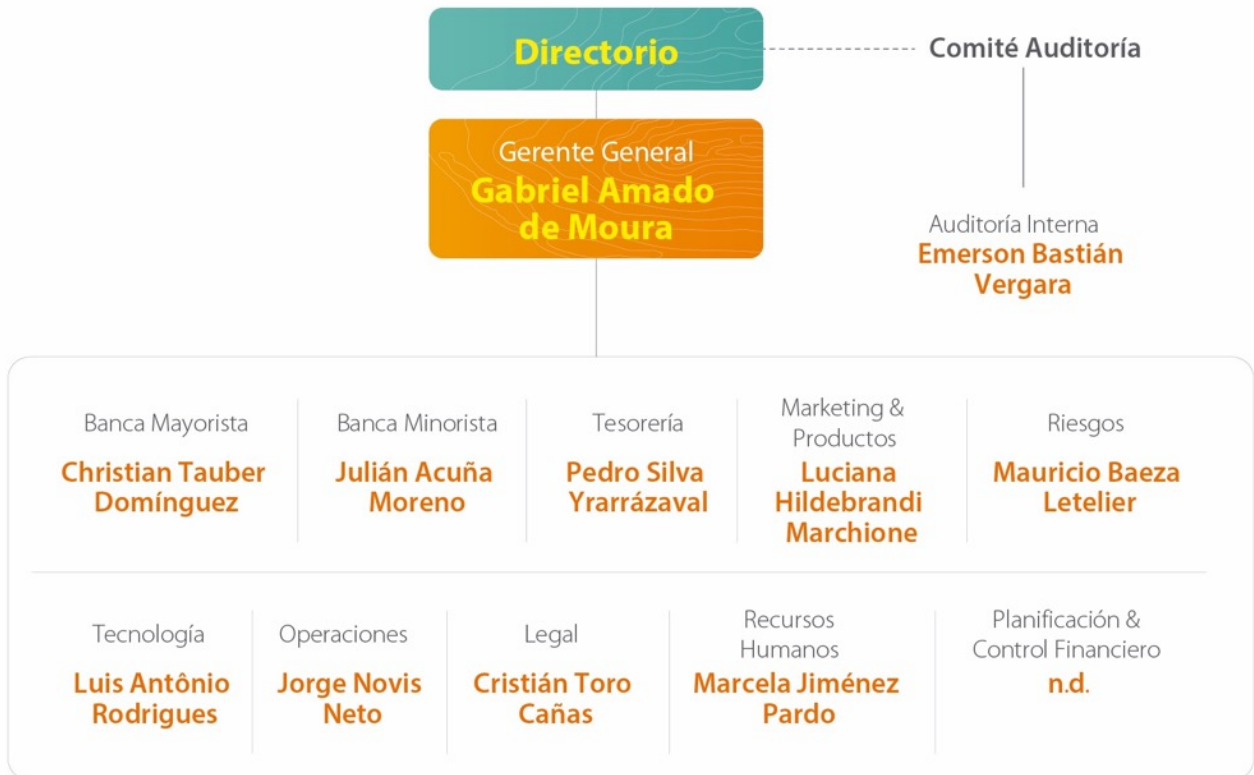 Directorio
Comité Auditoría
Gerente General
Gabriel Amado
de Moura
Auditoría Interna
Emerson Bastián
Vergara
Banca Mayorista
Christian Tauber
Domínguez
Banca Minorista
Julián Acuña
Moreno
Tesorería
Pedro Silva
Yrarrázaval
Marketing &
Productos
Luciana
Hildebrandi
Marchione
Riesgos
Mauricio Baeza
Letelier
Tecnología
Luis Antônio
Rodrigues
Operaciones
Jorge Novis
Neto
Legal
Cristián Toro
Cañas
Recursos
Humanos
Marcela Jiménez
Pardo
Planificación &
Control Financiero
n.d.